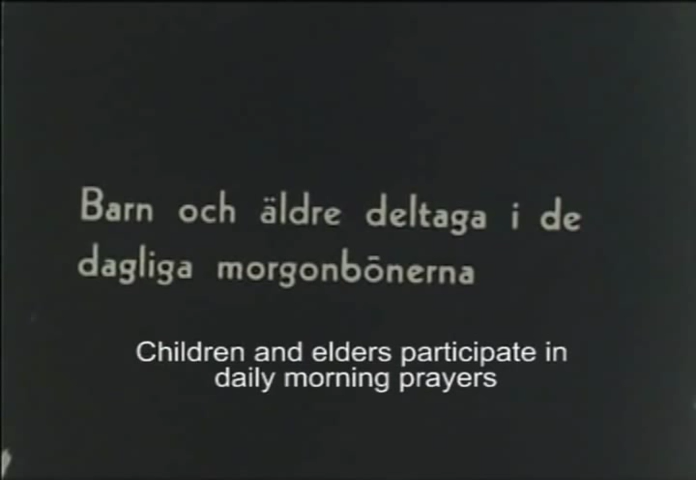 Barn och äldre deltaga i de
dagliga morgonbönerna
Children and elders participate in
daily morning prayers